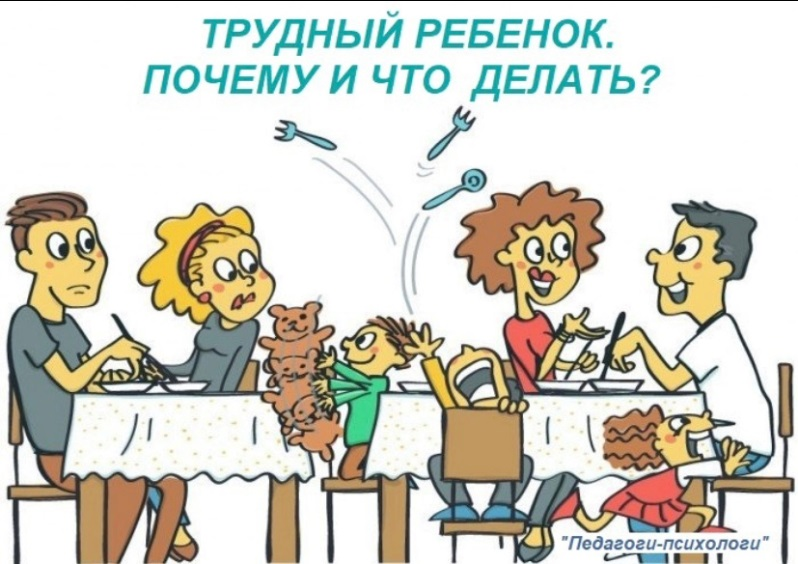 ТРУДНЫЙ РЕБЕНОК.
ПОЧЕМУ И ЧТО ДЕЛАТЬ?
"Педагоги-психологи"